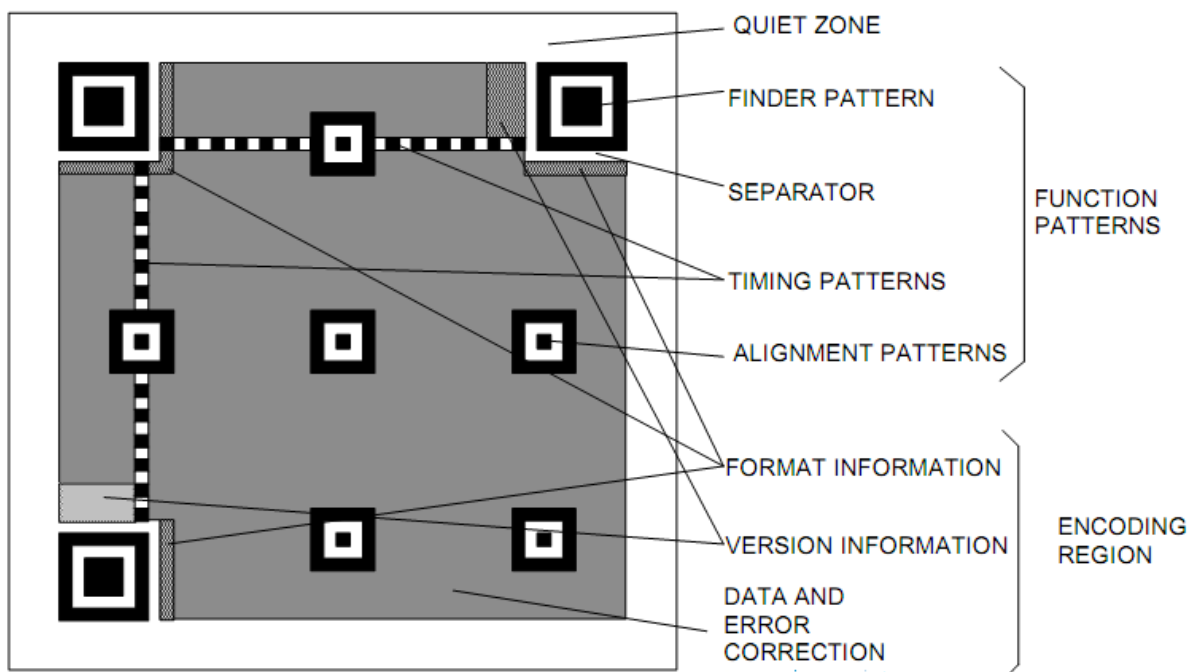 QUIET ZONE
FINDER PATTERN
SEPARATOR
FUNCTION
PATTERNS
TIMING PATTERNS
ALIGNMENT PATTERNS
FORMAT INFORMATION
VERSION INFORMATION
ENCODING
REGION
DATA AND
ERROR
CORRECTION